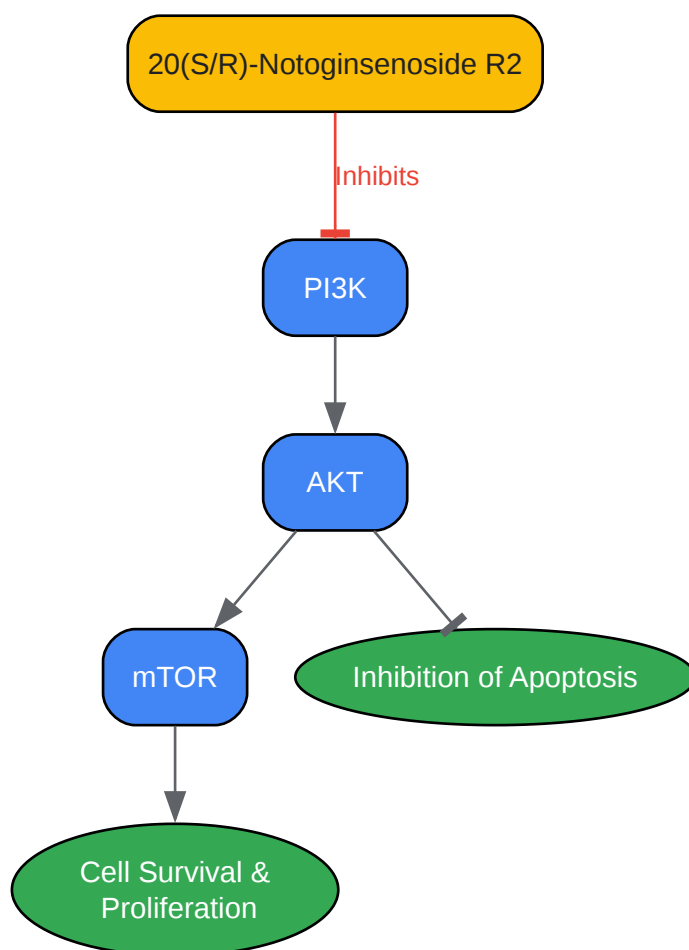 20(S/R)-Notoginsenoside R2
Inhibits
PI3K
AKT
mTOR
Inhibition of Apoptosis
Cell Survival &
Proliferation